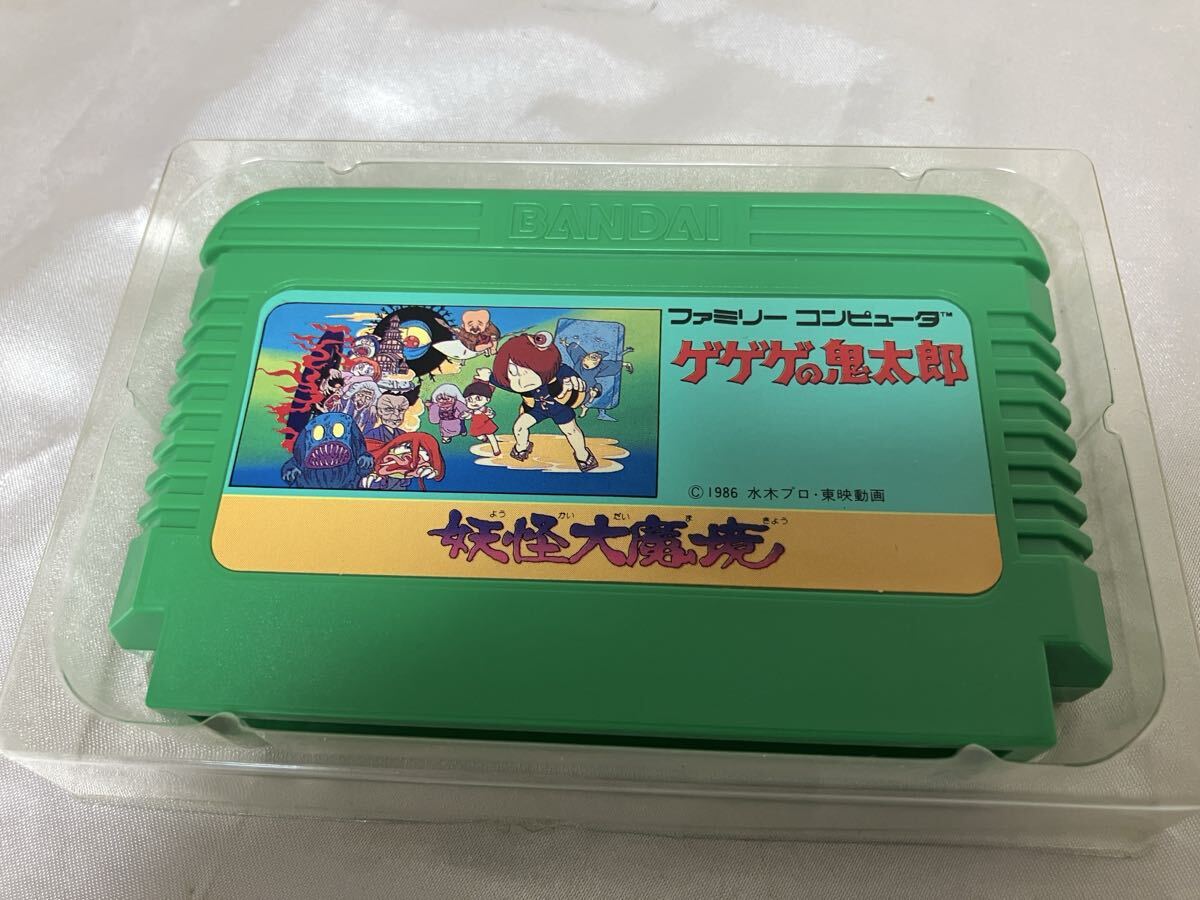 BANDAI
ファミリー コンピュータ™
ゲゲゲの鬼太郎
©1986 水木プロ・東映動画
よう かい だい ま きょう
妖怪大魔境